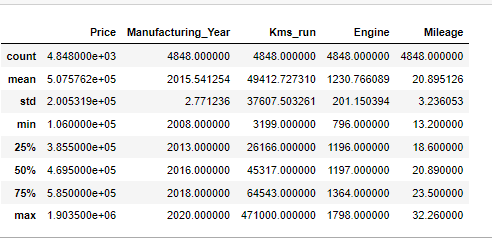 Price Manufacturing_Year Kms_run Engine Mileage
count 4.848000e+03 4848.000000 4848.000000 4848.000000 4848.000000
mean 5.075762e+05 2015.541254 49412.727310 1230.766089 20.895126
std 2.005319e+05 2.771236 37607.503261 201.150394 3.236053
min 1.060000e+05 2008.000000 3199.000000 796.000000 13.200000
25% 3.855000e+05 2013.000000 26166.000000 1196.000000 18.600000
50% 4.695000e+05 2016.000000 45317.000000 1197.000000 20.890000
75% 5.850000e+05 2018.000000 64543.000000 1364.000000 23.500000
max 1.903500e+06 2020.000000 471000.000000 1798.000000 32.260000